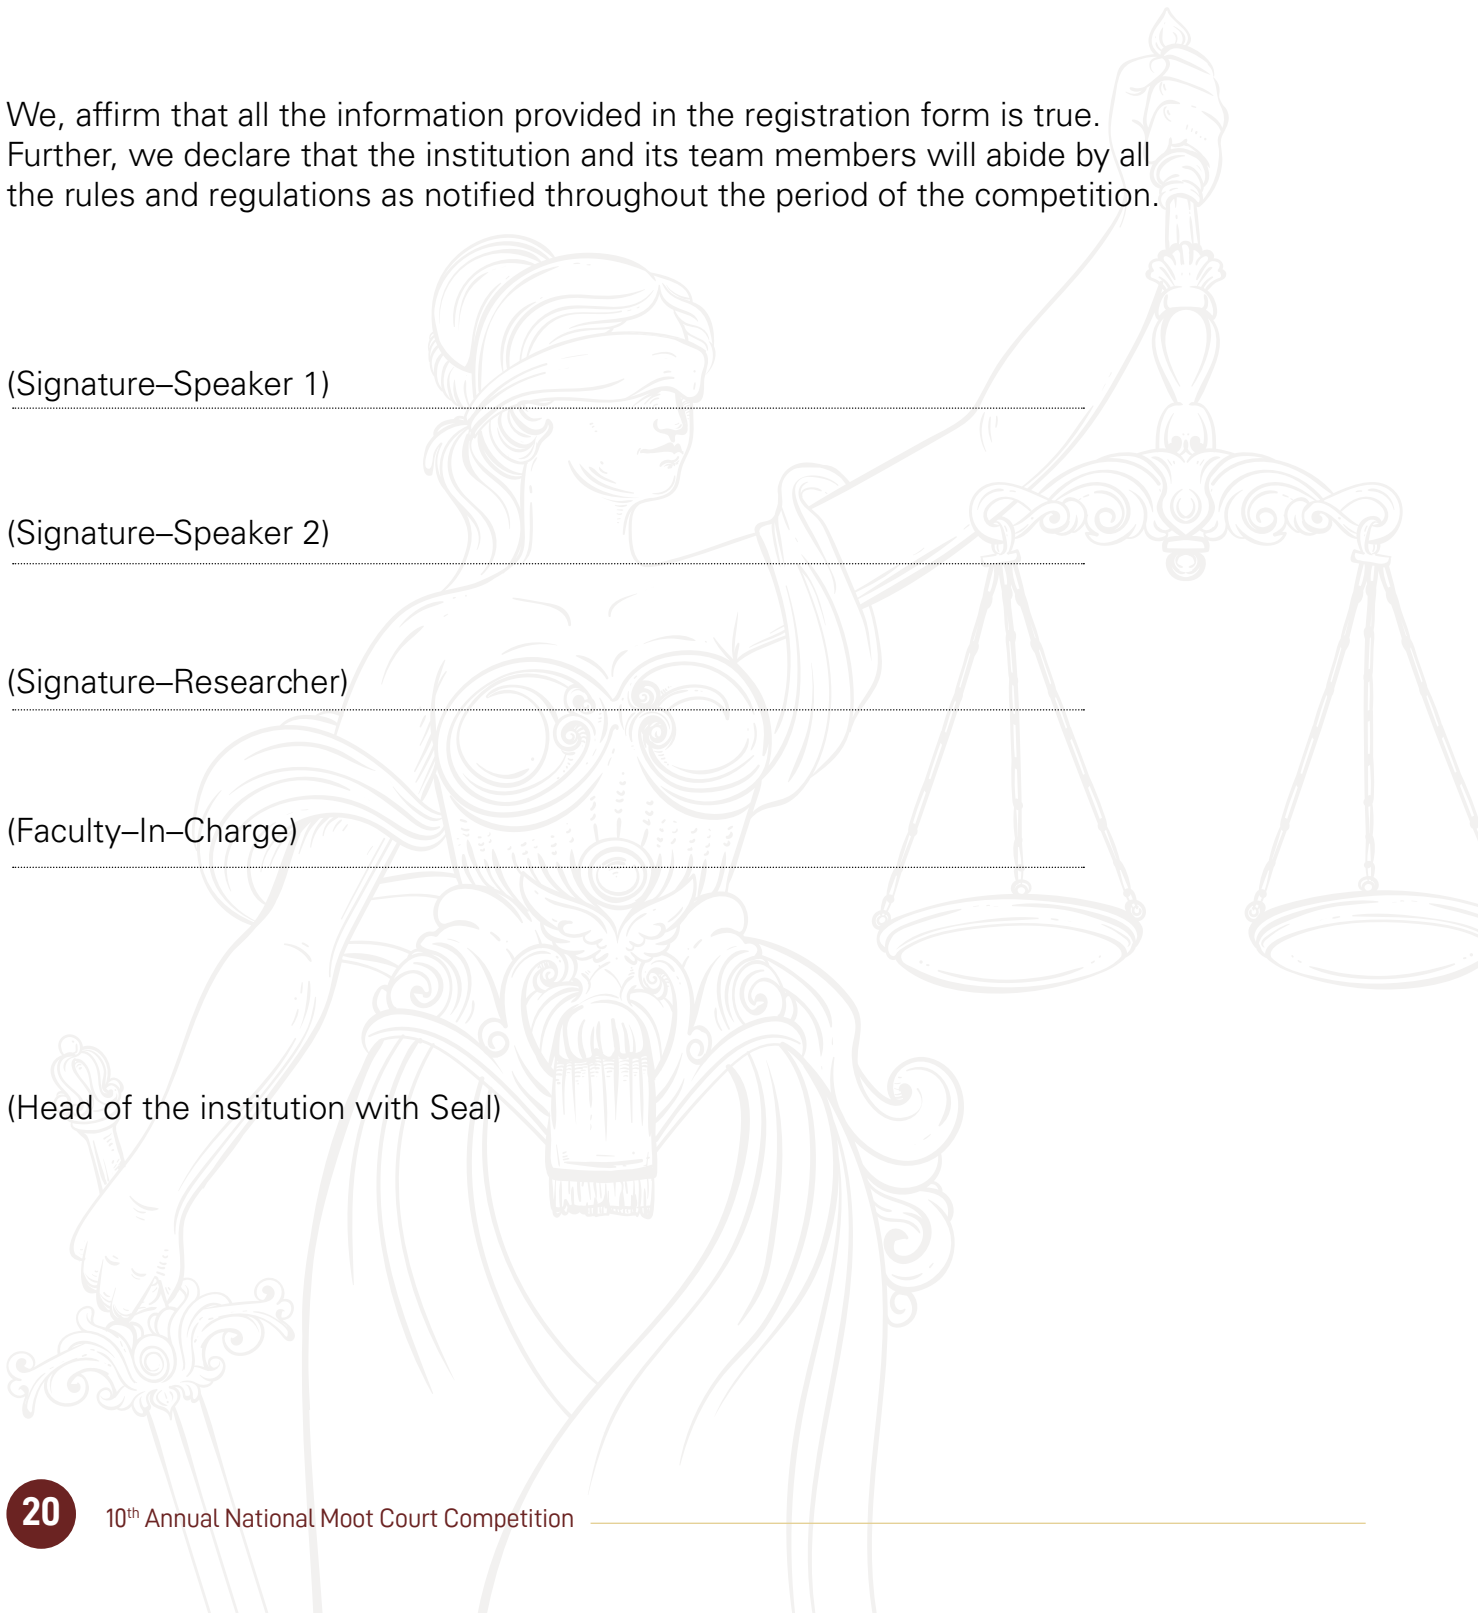 We, affirm that all the information provided in the registration form is true.
Further, we declare that the institution and its team members will abide by all
the rules and regulations as notified throughout the period of the competition.
(Signature–Speaker 1)
(Signature–Speaker 2)
(Signature–Researcher)
(Faculty–In–Charge)
(Head of the institution with Seal)
20 10th Annual National Moot Court Competition